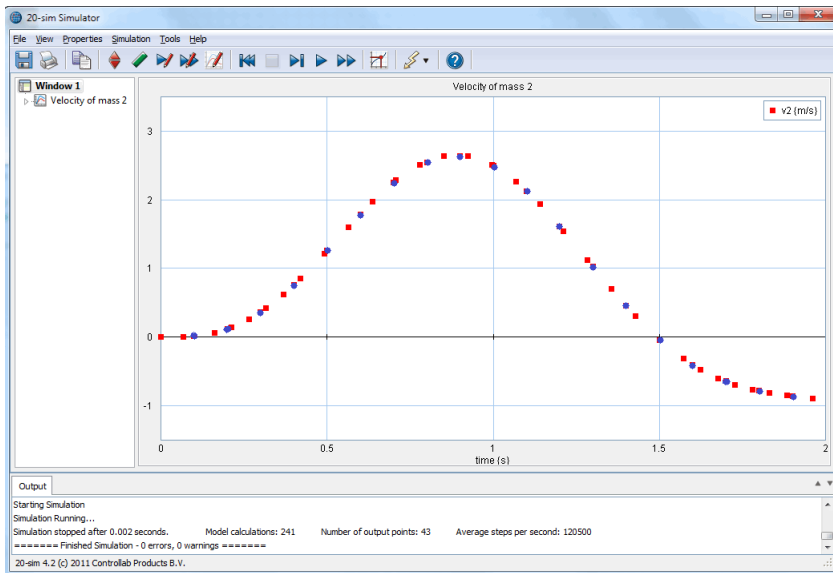 20-sim Simulator
File View Properties Simulation Tools Help
Window 1
Velocity of mass 2
Velocity of mass 2
v2 {m/s}
3
2
1
0
-1
0 0.5 1 1.5 2
time {s}
Output
Starting Simulation
Simulation Running...
Simulation stopped after 0.002 seconds. Model calculations: 241 Number of output points: 43 Average steps per second: 120500
======= Finished Simulation - 0 errors, 0 warnings =======
20-sim 4.2 (c) 2011 Controllab Products B.V.